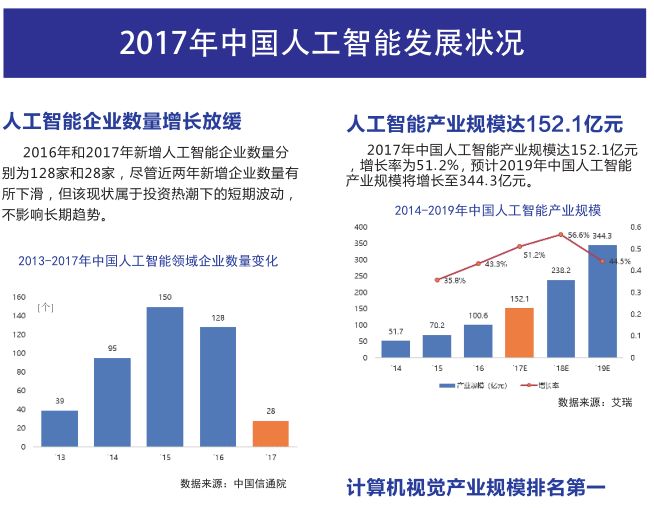 2017年中国人工智能发展状况
人工智能企业数量增长放缓
2016年和2017年新增人工智能企业数量分
别为128家和28家，尽管近两年新增企业数量有
所下滑，但该现状属于投资热潮下的短期波动，
不影响长期趋势。
2013-2017年中国人工智能领域企业数量变化
160
[个]
140
120
100
80
60
40
20
0
39
95
150
128
28
'13
'14
'15
'16
'17
数据来源：中国信通院
人工智能产业规模达152.1亿元
2017年中国人工智能产业规模达152.1亿元
，增长率为51.2%，预计2019年中国人工智能
产业规模将增长至344.3亿元。
2014-2019年中国人工智能产业规模
400
350
300
250
200
150
100
50
0
0.6
0.5
0.4
0.3
0.2
0.1
0
51.7
70.2
100.6
152.1
238.2
344.3
35.8%
43.3%
51.2%
56.6%
44.5%
'14
'15
'16
'17E
'18E
'19E
产业规模（亿元）
增长率
数据来源：艾瑞
计算机视觉产业规模排名第一